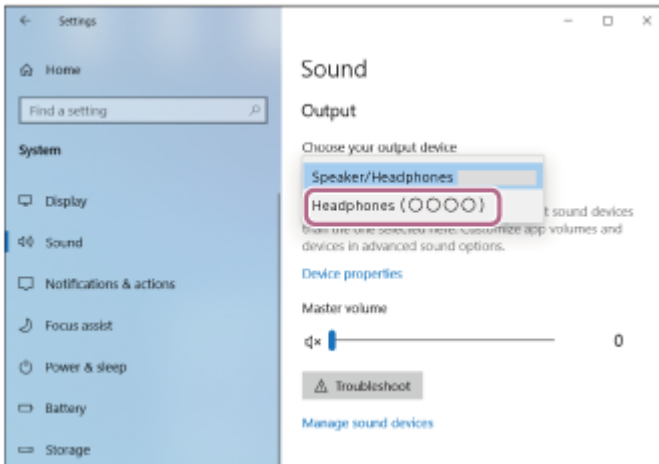 Settings
Home
Find a setting
System
Display
Sound
Notifications & actions
Focus assist
Power & sleep
Battery
Storage
Sound
Output
Choose your output device
Speaker/Headphones
Headphones (〇〇〇〇)
t sound devices
than the one selected here. Customize app volumes and
devices in advanced sound options.
Device properties
Master volume
0
Troubleshoot
Manage sound devices